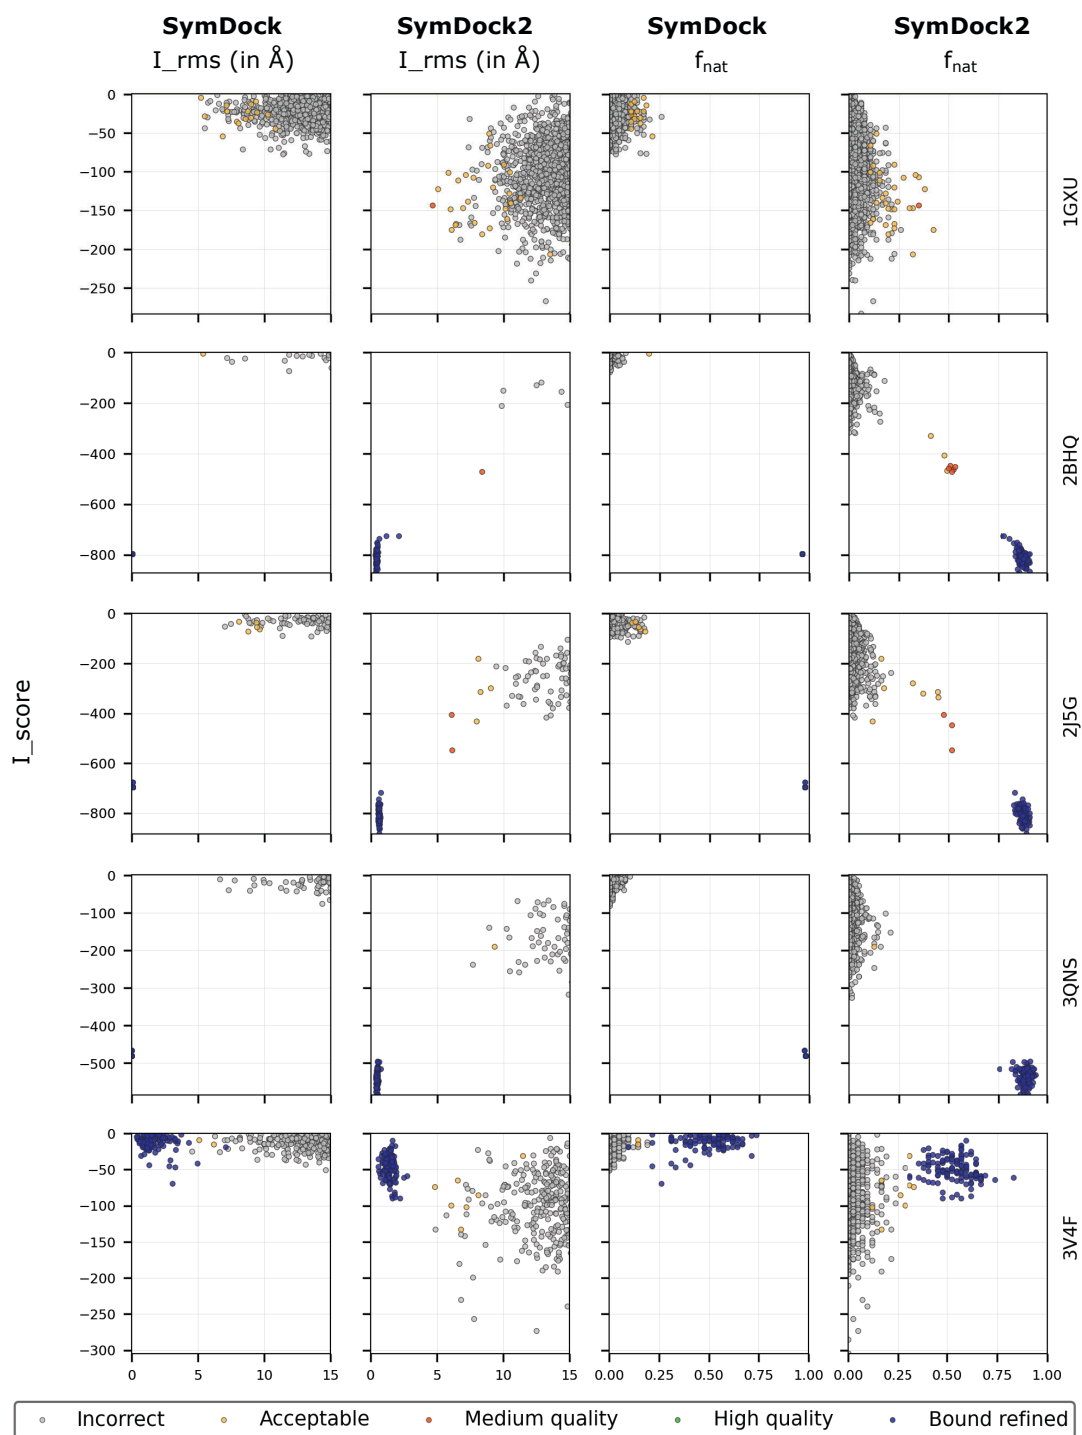 SymDock SymDock2 SymDock SymDock2
I_rms (in Å) I_rms (in Å) f_nat f_nat
0
−50
−100
−150
−200
−250
1GXU
0
−200
−400
−600
−800
2BHQ
0
−200
−400
−600
−800
2J5G
I_score
0
−100
−200
−300
−400
−500
3QNS
0
−50
−100
−150
−200
−250
−300
3V4F
0 5 10 15 0 5 10 15 0.00 0.25 0.50 0.75 1.00 0.00 0.25 0.50 0.75 1.00
Incorrect Acceptable Medium quality High quality Bound refined